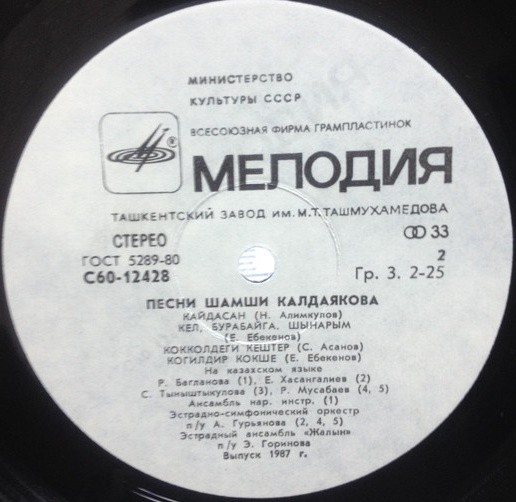 МИНИСТЕРСТВО
КУЛЬТУРЫ СССР
ВСЕСОЮЗНАЯ ФИРМА ГРАМПЛАСТИНОК
МЕЛОДИЯ
ТАШКЕНТСКИЙ ЗАВОД ИМ.М.Т.ТАШМУХАМЕДОВА
СТЕРЕО
33
ГОСТ 5289-80
2
С60-12428
Гр. 3. 2-25
ПЕСНИ ШАМШИ КАЛДАЯКОВА
КАЙДАСАН (Н. Алимкулов)
КЕЛ, БУРАБАЙГА, ШЫНАРЫМ
(Е. Ебекенов)
КОККОЛДЕГИ КЕШТЕР (С. Асанов)
КОГИЛДИР КОКШЕ (Е. Ебекенов)
На казахском языке
Р. Багланова (1), Е. Хасангалиев (2)
С. Тыныштыкулова (3), Р. Мусабаев (4, 5)
Ансамбль нар. инстр. (1)
Эстрадно-симфонический оркестр
п/у А. Гурьянова (2, 4, 5)
Эстрадный ансамбль «Жалын»
п/у Э. Горинова
Выпуск 1987 г.